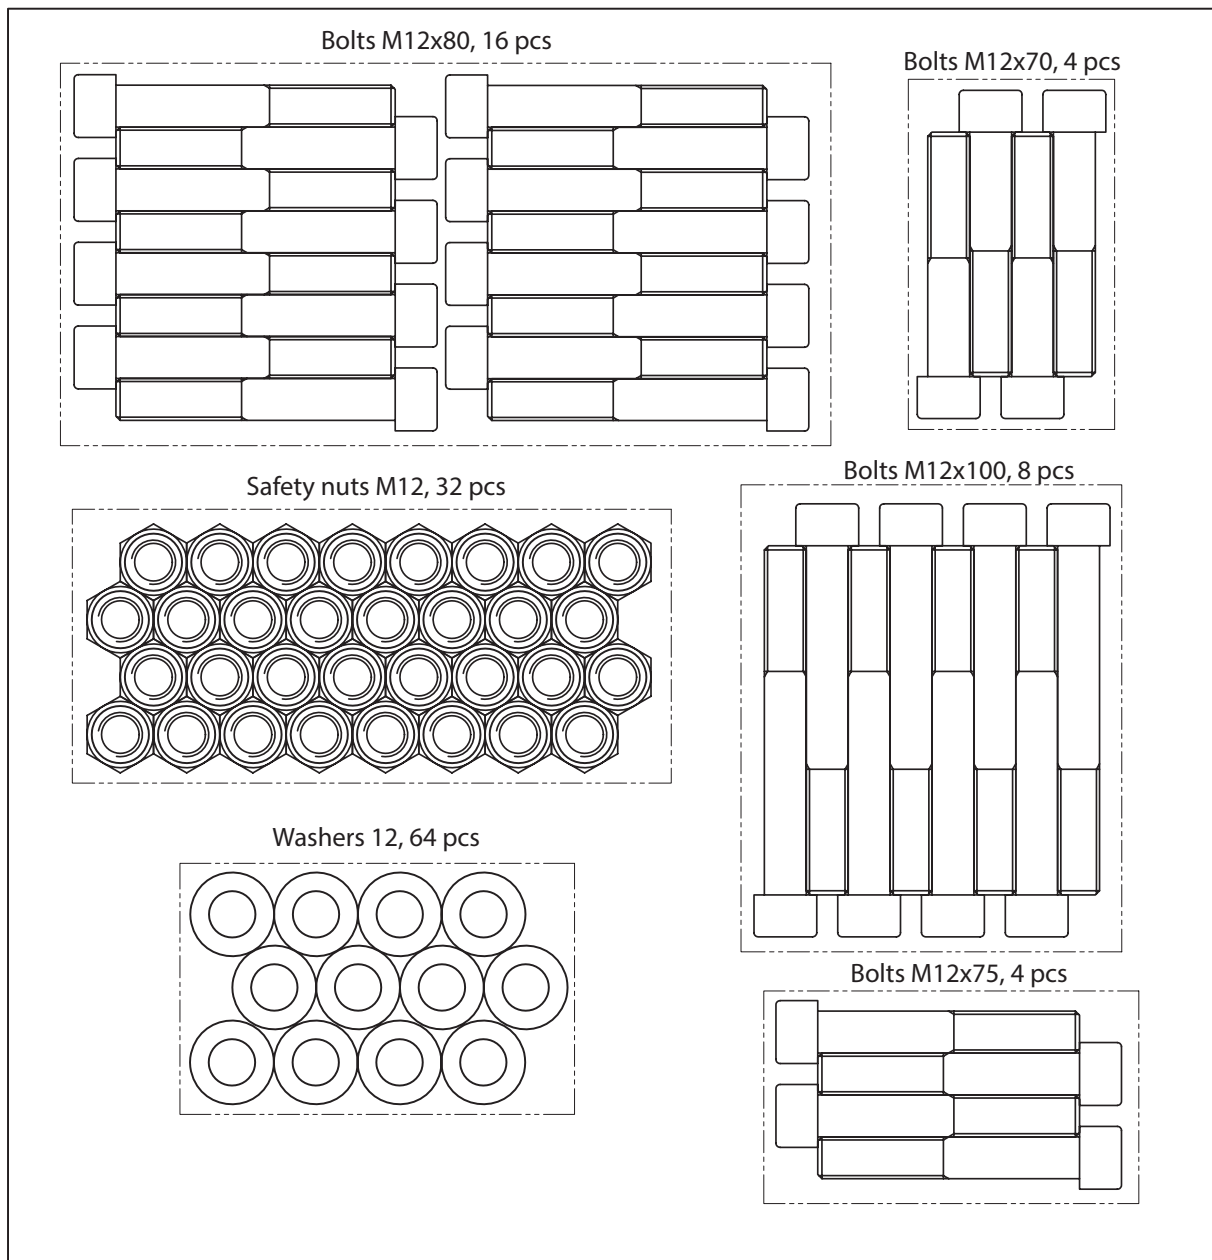 Bolts M12x80, 16 pcs
Bolts M12x70, 4 pcs
Safety nuts M12, 32 pcs
Bolts M12x100, 8 pcs
Washers 12, 64 pcs
Bolts M12x75, 4 pcs